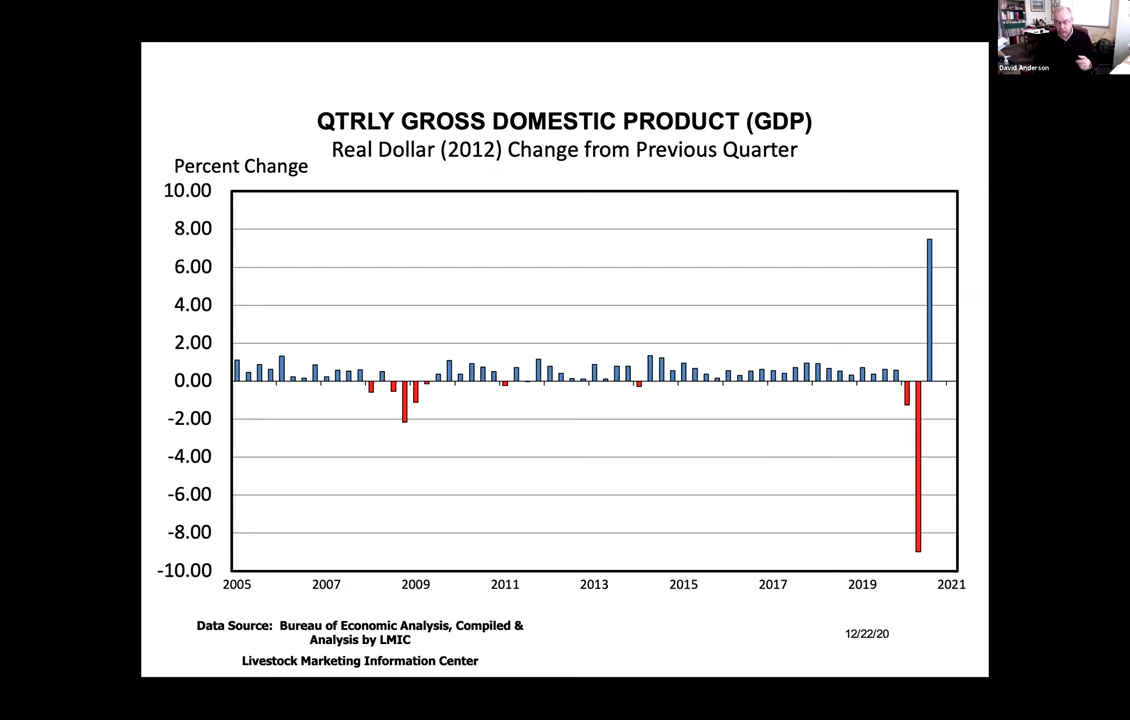 David Anderson
QTRLY GROSS DOMESTIC PRODUCT (GDP)
Real Dollar (2012) Change from Previous Quarter
Percent Change
10.00
8.00
6.00
4.00
2.00
0.00
-2.00
-4.00
-6.00
-8.00
-10.00
2005 2007 2009 2011 2013 2015 2017 2019 2021
Data Source: Bureau of Economic Analysis, Compiled &
Analysis by LMIC
12/22/20
Livestock Marketing Information Center